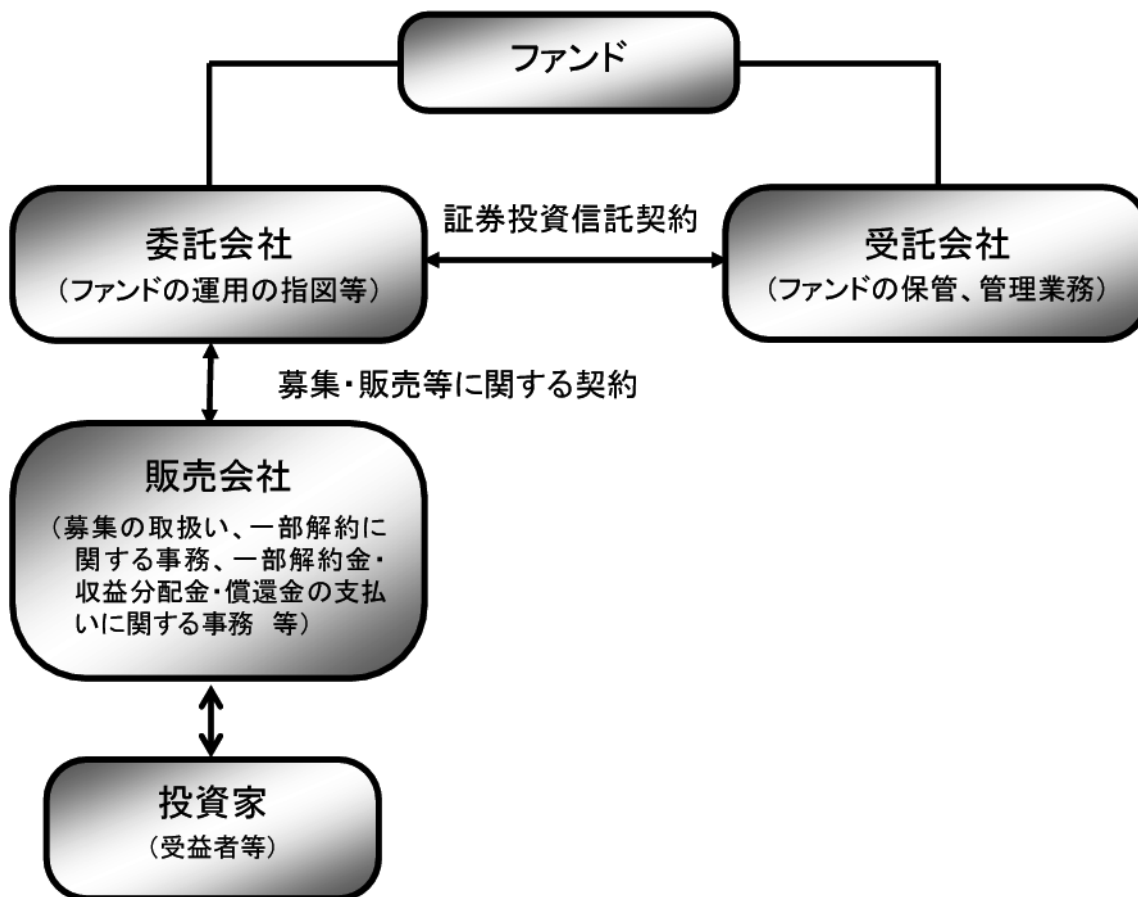 ファンド
委託会社
（ファンドの運用の指図等）
証券投資信託契約
受託会社
（ファンドの保管、管理業務）
募集・販売等に関する契約
販売会社
（募集の取扱い、一部解約に
関する事務、一部解約金・
収益分配金・償還金の支払
いに関する事務　等）
投資家
（受益者等）